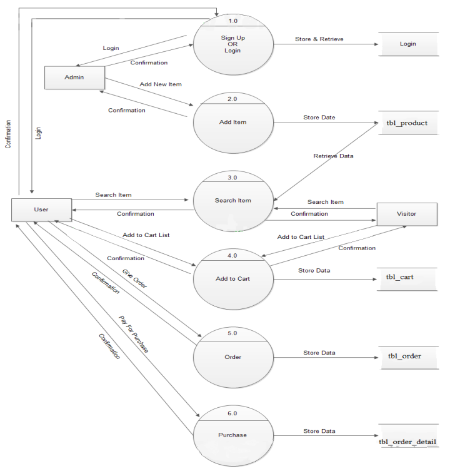 1.0
Sign Up
OR
Login
Store & Retrieve
Login
Login
Confirmation
Admin
Add New Item
Confirmation
2.0
Add Item
Store Date
tbl_product
Confirmation
Login
Retrieve Data
3.0
Search Item
Search Item
Confirmation
Search Item
Confirmation
User
Visitor
Add to Cart List
Confirmation
Add to Cart List
Confirmation
4.0
Add to Cart
Store Data
tbl_cart
Give Order
Confirmation
5.0
Order
Store Data
tbl_order
Pay For Purchase
Confirmation
6.0
Purchase
Store Data
tbl_order_detail